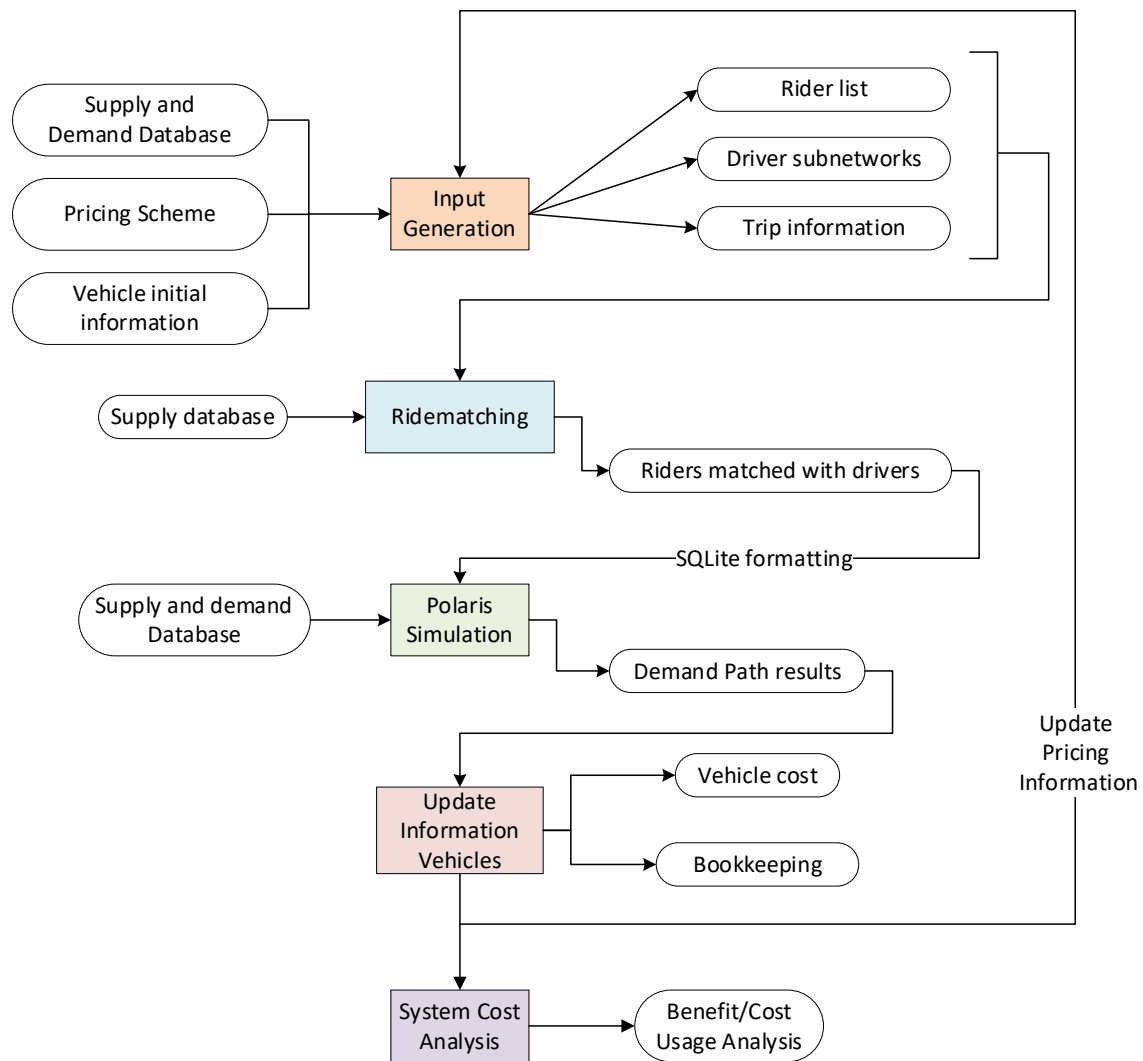 Supply and
Demand Database
Pricing Scheme
Vehicle initial
information
Input
Generation
Rider list
Driver subnetworks
Trip information
Supply database
Ridematching
Riders matched with drivers
SQLite formatting
Supply and demand
Database
Polaris
Simulation
Demand Path results
Update
Pricing
Information
Update
Information
Vehicles
Vehicle cost
Bookkeeping
System Cost
Analysis
Benefit/Cost
Usage Analysis